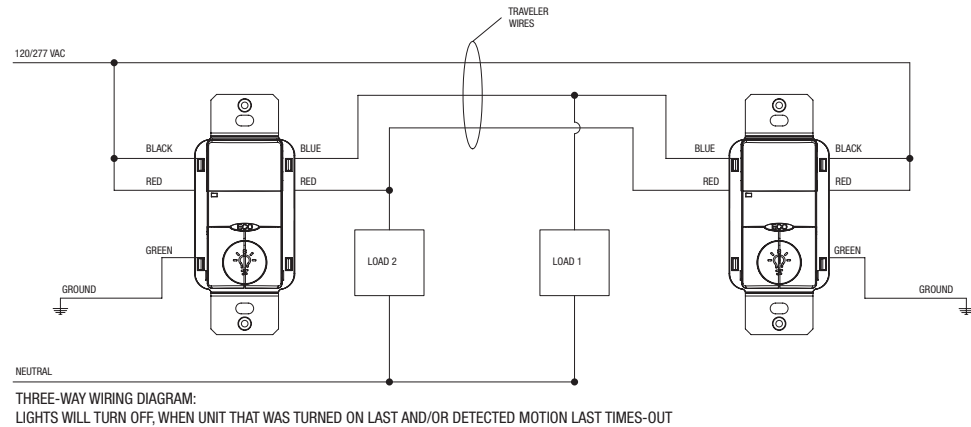 TRAVELER
WIRES
120/277 VAC
BLACK
BLUE
BLUE
BLACK
RED
RED
RED
RED
GREEN
GREEN
LOAD 2
LOAD 1
GROUND
GROUND
NEUTRAL
THREE-WAY WIRING DIAGRAM:
LIGHTS WILL TURN OFF, WHEN UNIT THAT WAS TURNED ON LAST AND/OR DETECTED MOTION LAST TIMES-OUT